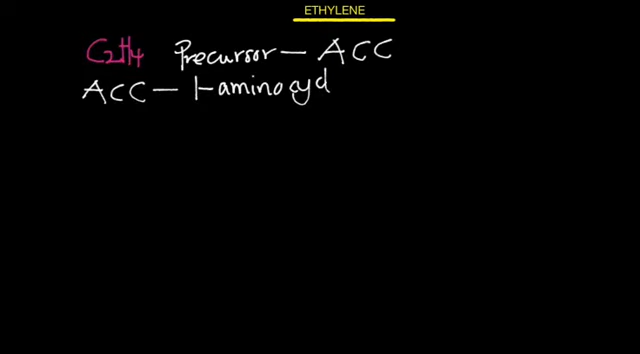 ETHYLENE
C2H4 Precursor — ACC
ACC — 1-aminocycl